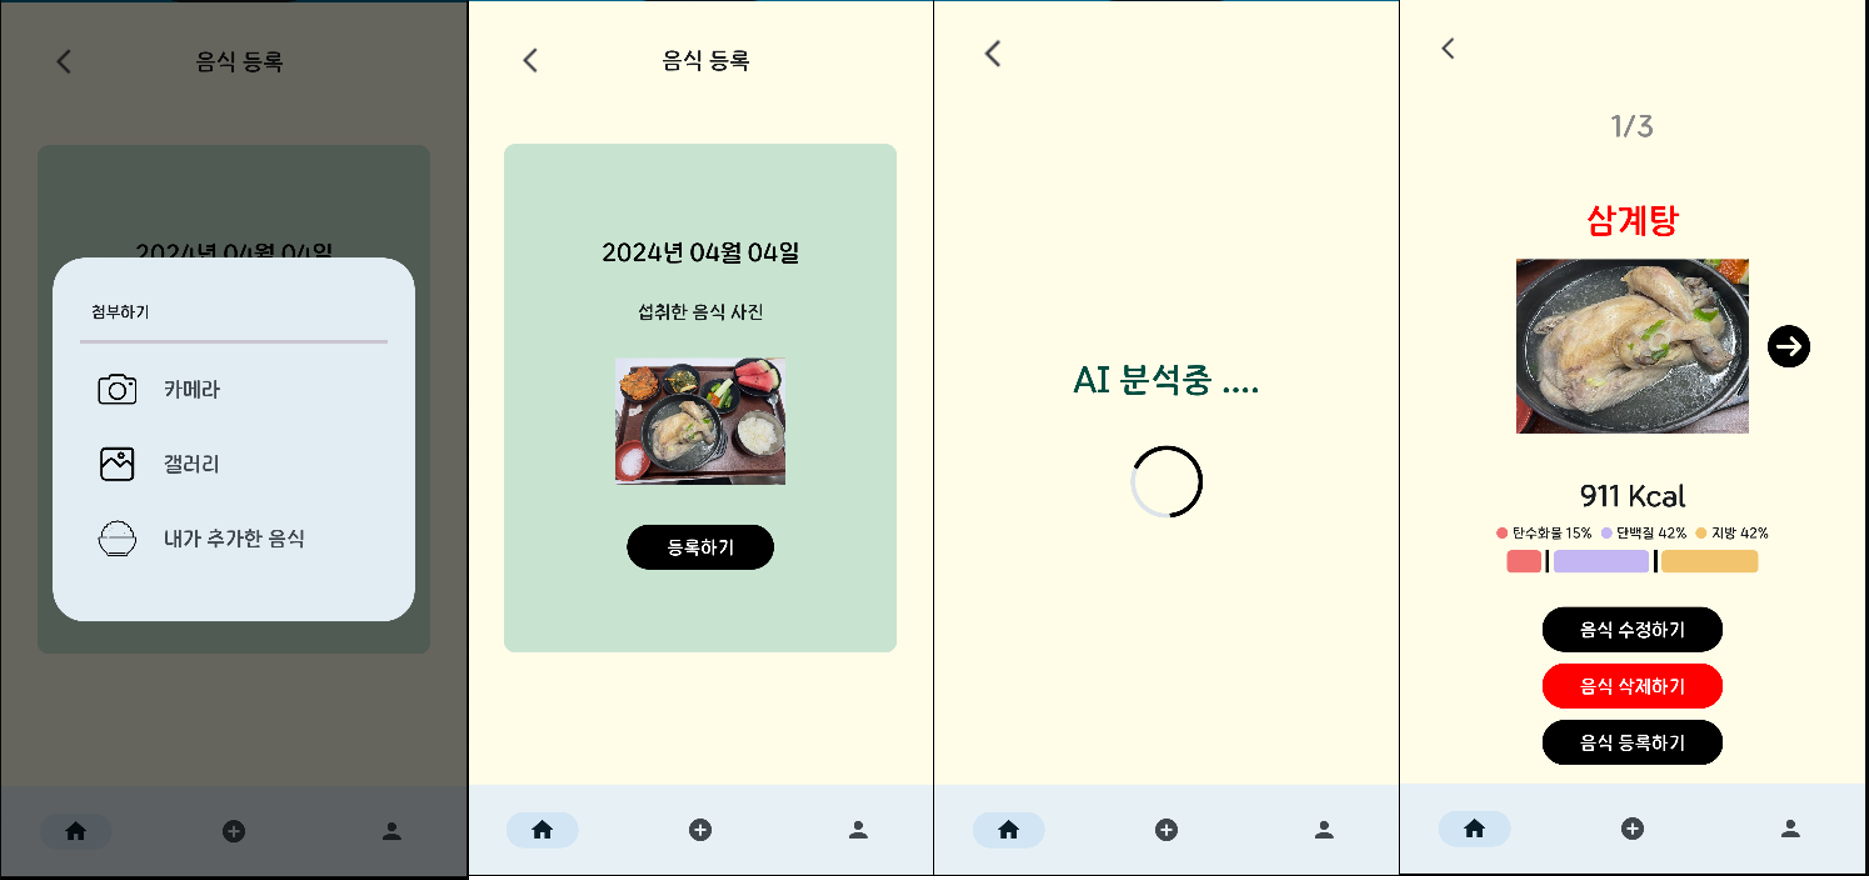 음식 등록
2024년 04월 04일
첨부하기
카메라
갤러리
내가 추가한 음식
음식 등록
2024년 04월 04일
섭취한 음식 사진
등록하기
AI 분석중 ....
1/3
삼계탕
911 Kcal
탄수화물 15% 단백질 42% 지방 42%
음식 수정하기
음식 삭제하기
음식 등록하기